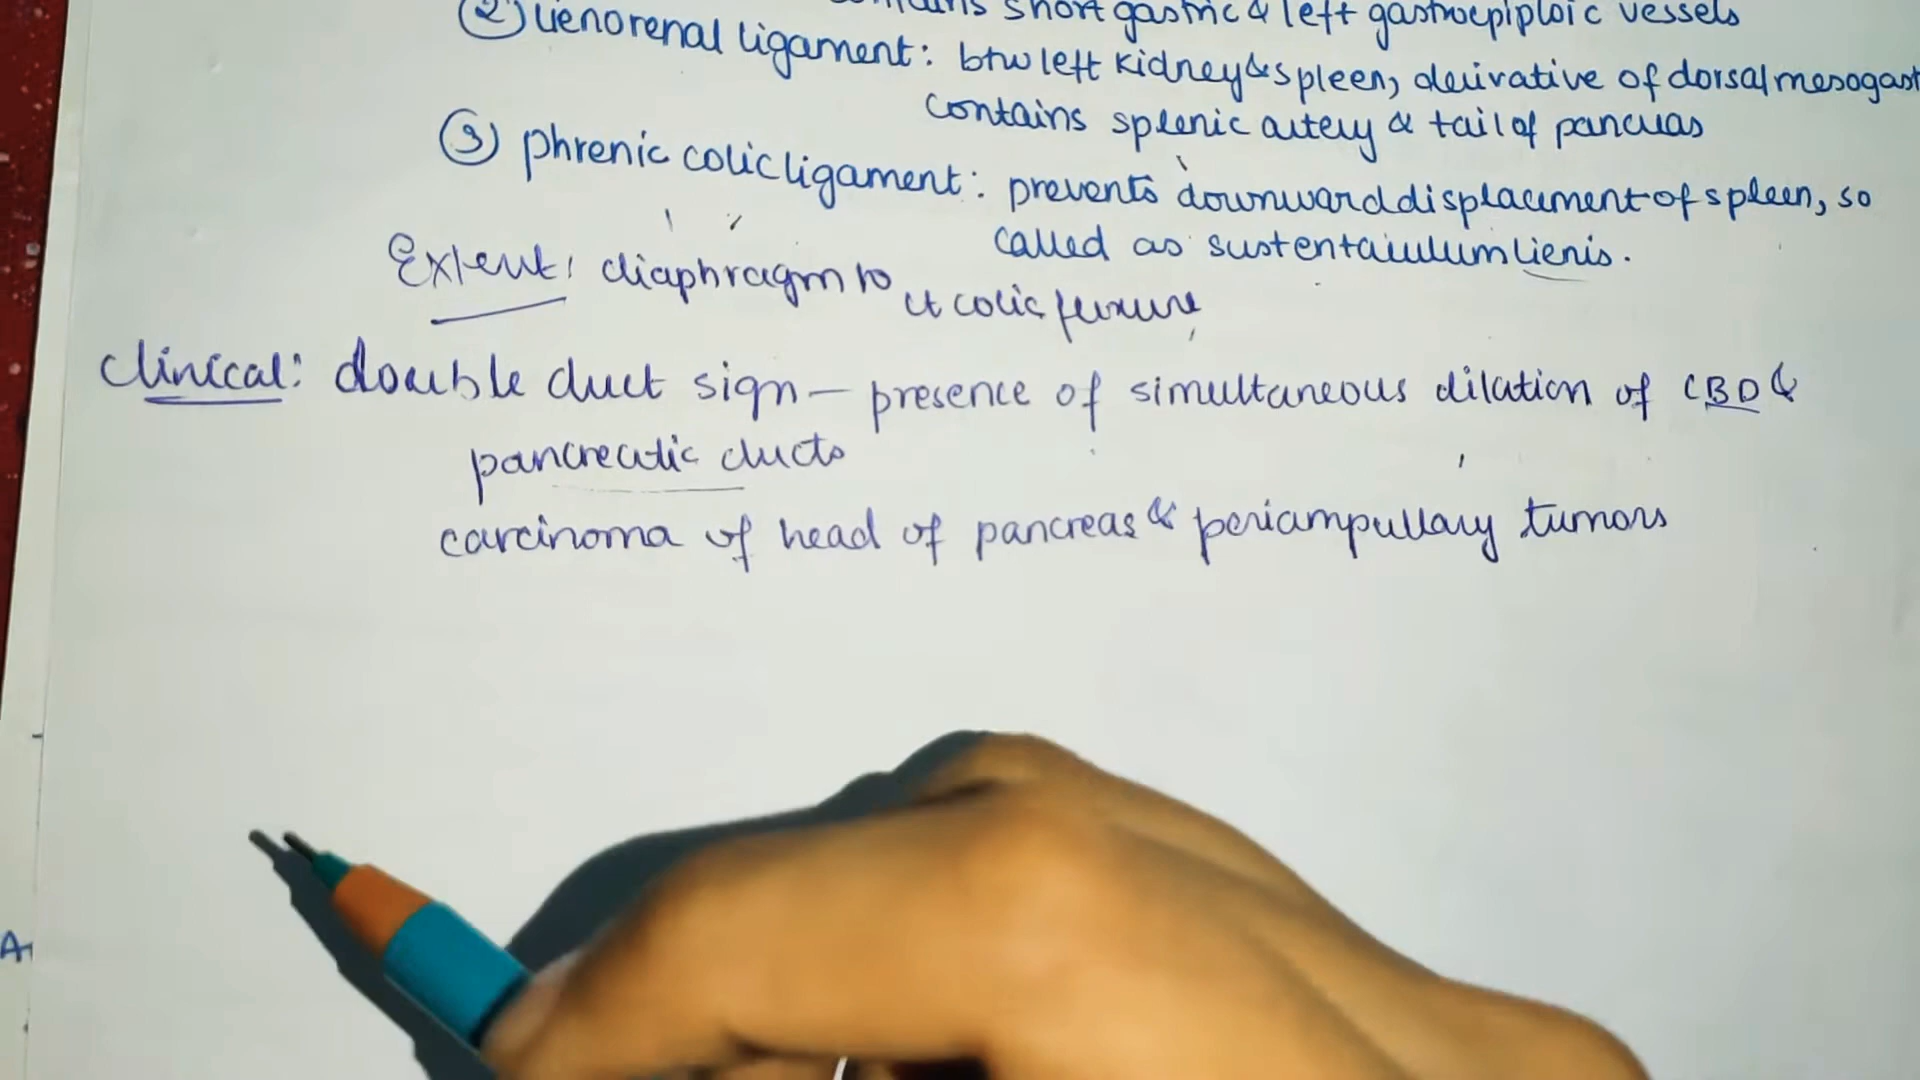 short gastric & left gastroepiploic vessels
② Lienorenal ligament: btw left kidney & spleen, derivative of dorsal mesogast
contains splenic artery & tail of pancreas
③ phrenic colic ligament: prevents downward displacement of spleen, so
called as sustentaculum lienis.
Extent: diaphragm to
lt colic flexure
clinical: double duct sign – presence of simultaneous dilation of CBD &
pancreatic ducts
carcinoma of head of pancreas & periampullary tumors
A